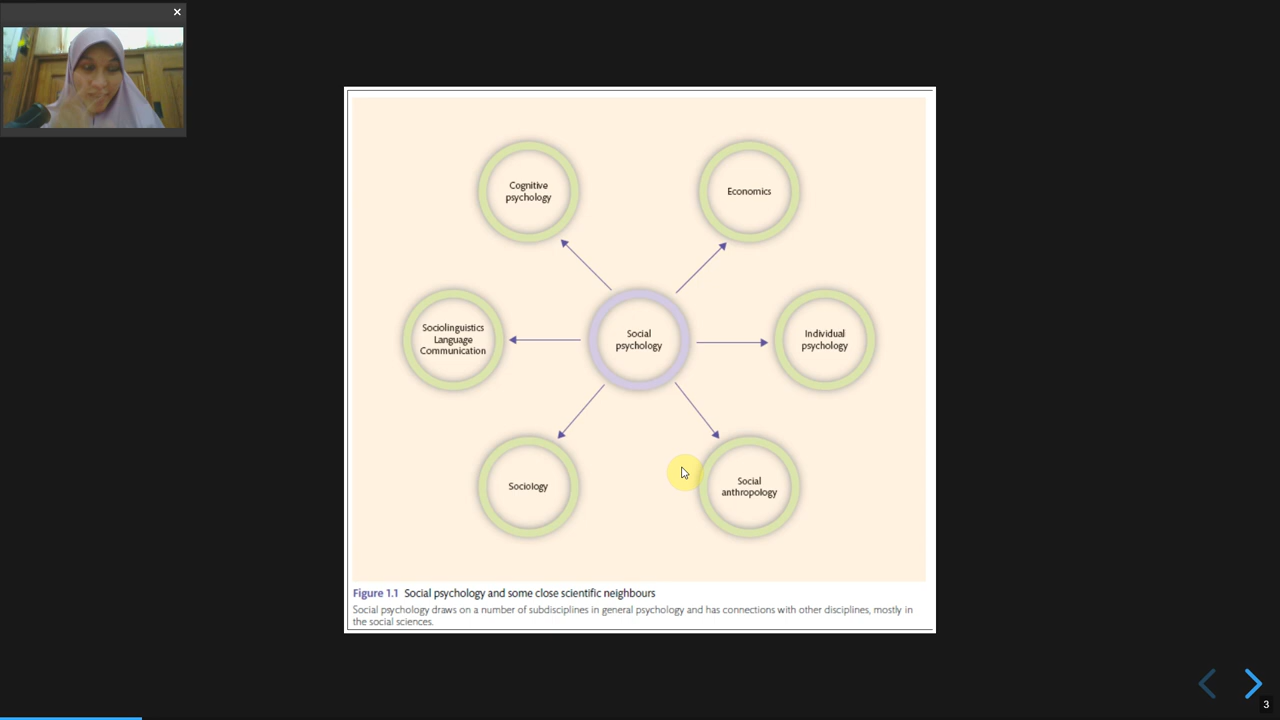 Cognitive
psychology
Economics
Sociolinguistics
Language
Communication
Social
psychology
Individual
psychology
Sociology
Social
anthropology
Figure 1.1 Social psychology and some close scientific neighbours
Social psychology draws on a number of subdisciplines in general psychology and has connections with other disciplines, mostly in
the social sciences.
3